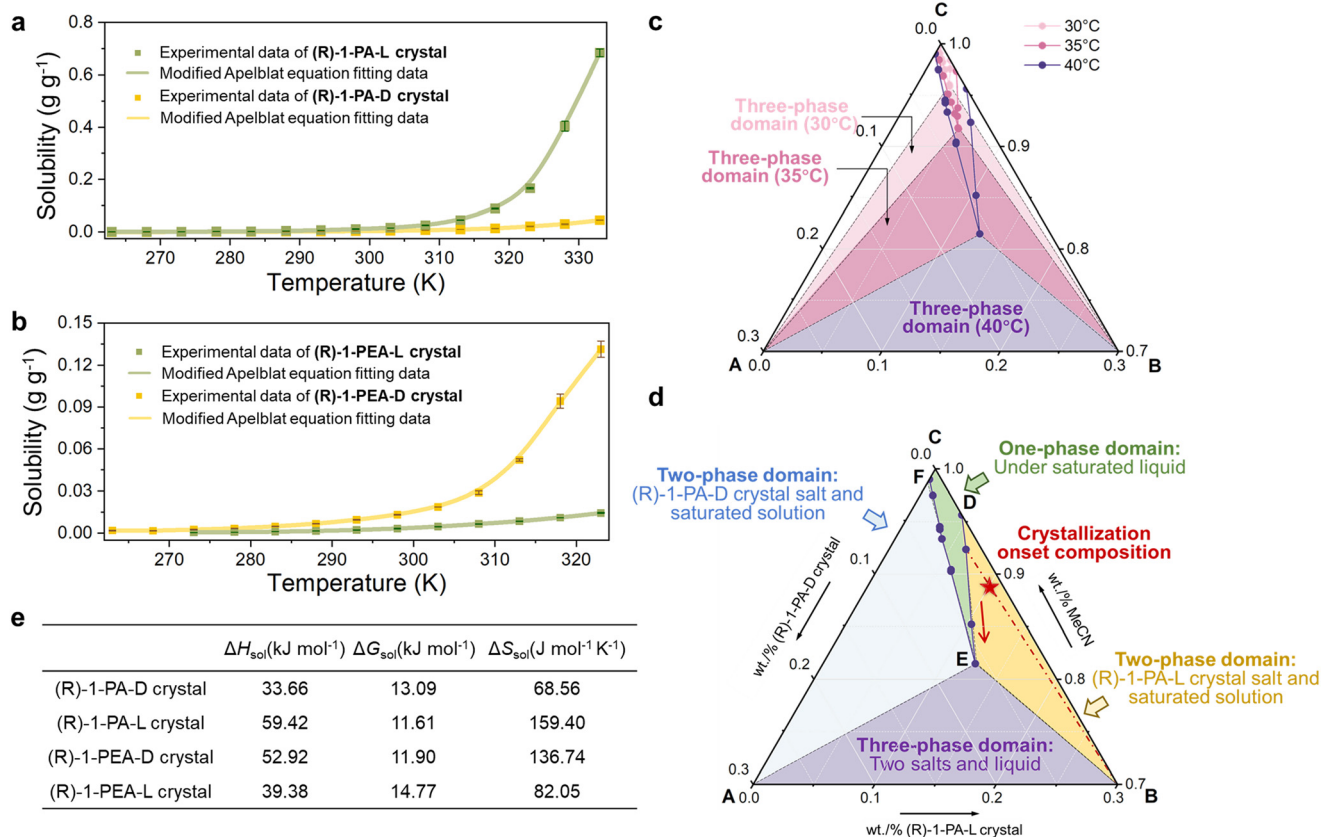 a
0.8
0.6
0.4
0.2
0.0
Solubility (g g⁻¹)
Experimental data of (R)-1-PA-L crystal
Modified Apelblat equation fitting data
Experimental data of (R)-1-PA-D crystal
Modified Apelblat equation fitting data
270 280 290 300 310 320 330
Temperature (K)
b
0.15
0.12
0.09
0.06
0.03
0.00
Solubility (g g⁻¹)
Experimental data of (R)-1-PEA-L crystal
Modified Apelblat equation fitting data
Experimental data of (R)-1-PEA-D crystal
Modified Apelblat equation fitting data
270 280 290 300 310 320
Temperature (K)
c
C
0.0
1.0
30°C
35°C
40°C
Three-phase
domain (30°C)
0.1
0.9
Three-phase
domain (35°C)
0.2
0.8
Three-phase
domain (40°C)
0.3
0.7
A
0.0 0.1 0.2 0.3
B
d
C
0.0
1.0
F
D
One-phase domain:
Under saturated liquid
Two-phase domain:
(R)-1-PA-D crystal salt and
saturated solution
Crystallization
onset composition
0.1
0.9
wt./% (R)-1-PA-D crystal
wt./% MeCN
0.2
E
0.8
Two-phase domain:
(R)-1-PA-L crystal salt and
saturated solution
Three-phase domain:
Two salts and liquid
0.3
0.7
A
0.0 0.1 0.2 0.3
B
wt./% (R)-1-PA-L crystal
e
ΔHsol(kJ mol⁻¹) ΔGsol(kJ mol⁻¹) ΔSsol(J mol⁻¹ K⁻¹)
(R)-1-PA-D crystal 33.66 13.09 68.56
(R)-1-PA-L crystal 59.42 11.61 159.40
(R)-1-PEA-D crystal 52.92 11.90 136.74
(R)-1-PEA-L crystal 39.38 14.77 82.05